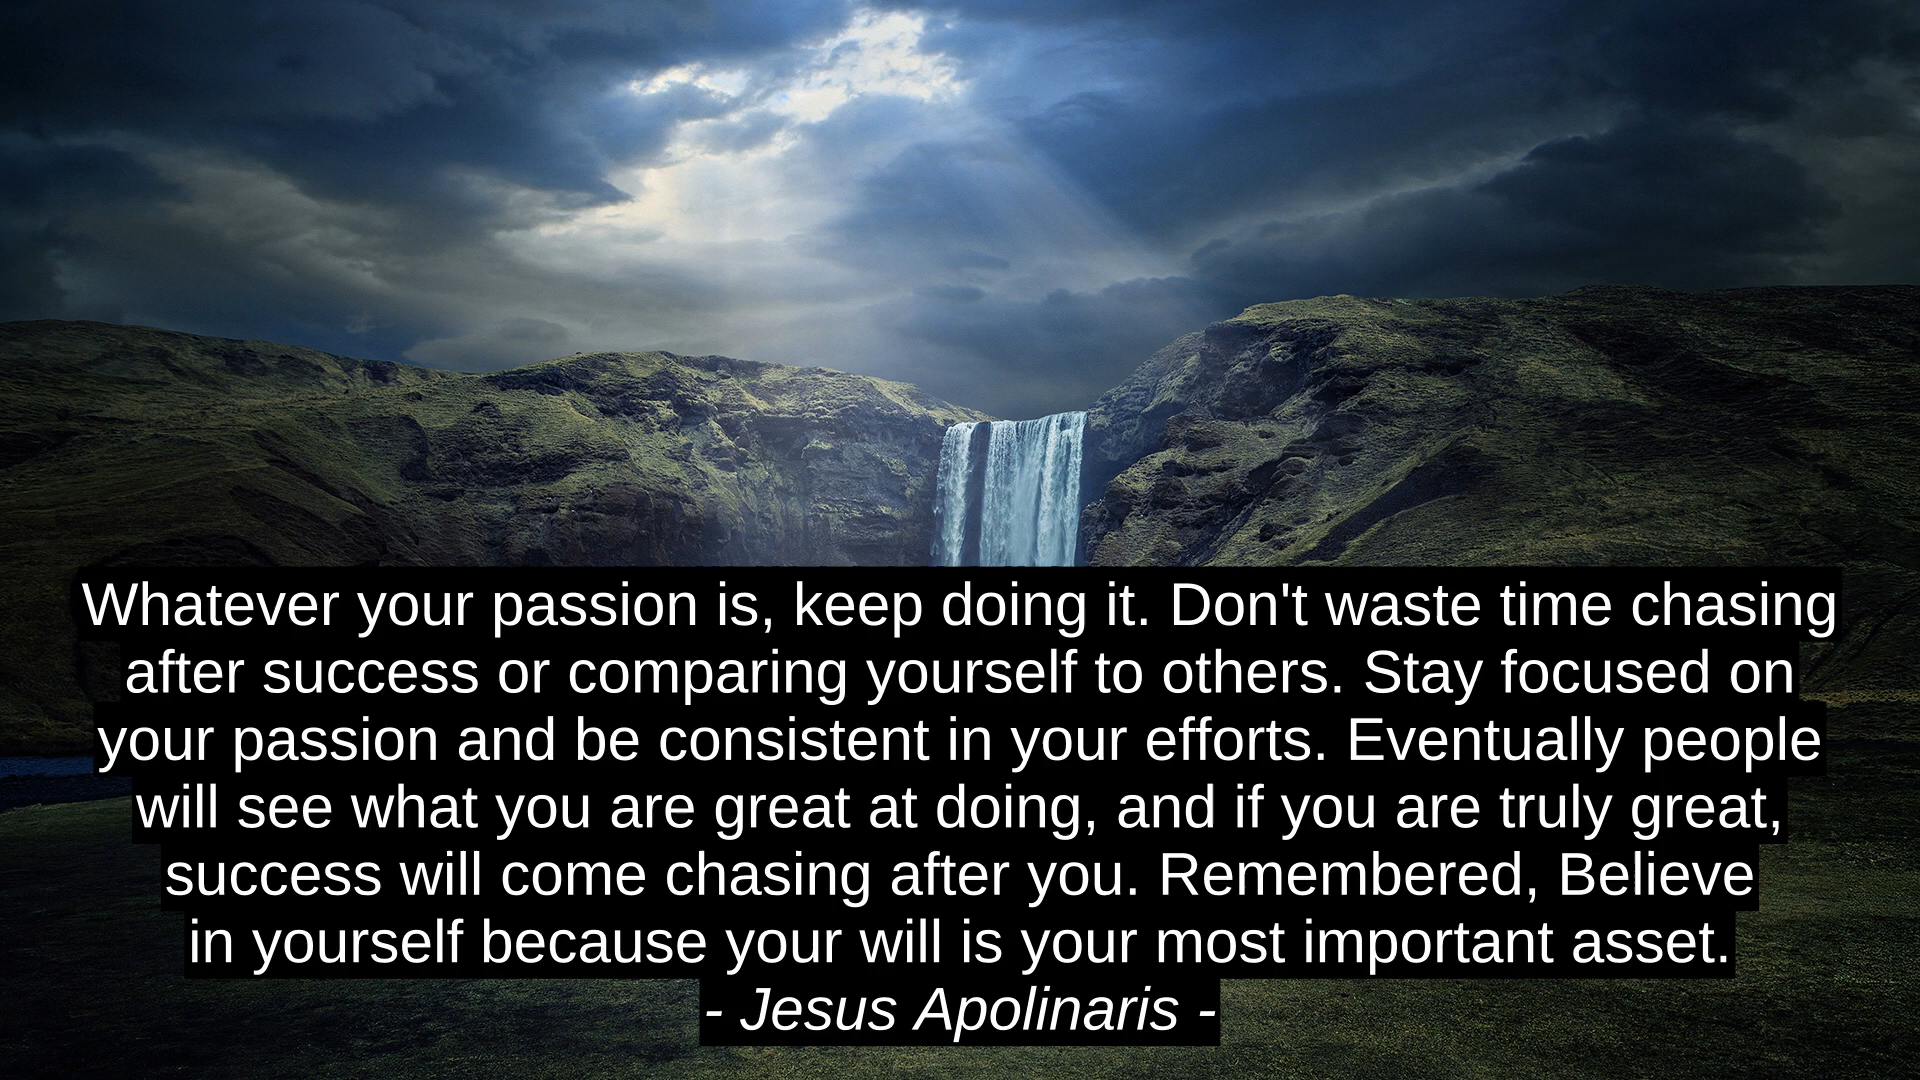 Whatever your passion is, keep doing it. Don't waste time chasing
after success or comparing yourself to others. Stay focused on
your passion and be consistent in your efforts. Eventually people
will see what you are great at doing, and if you are truly great,
success will come chasing after you. Remembered, Believe
in yourself because your will is your most important asset.
- Jesus Apolinaris -